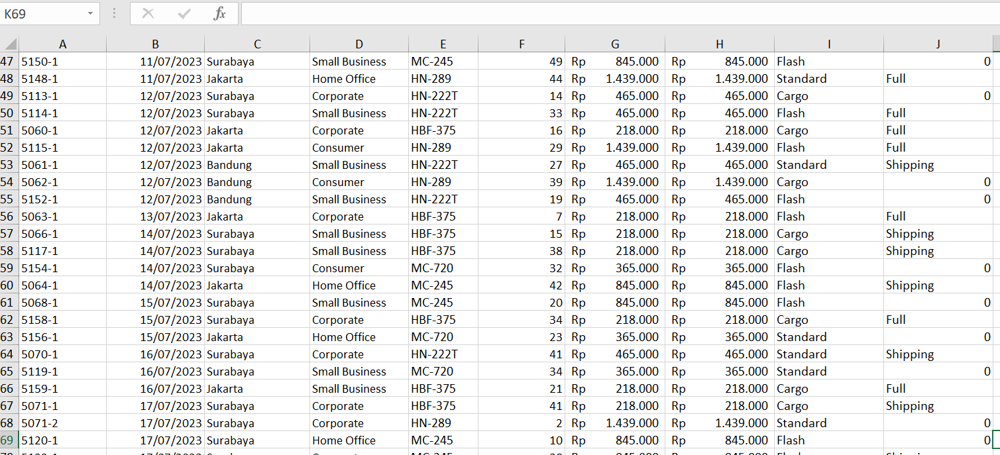 K69 fx
A B C D E F G H I J
47 5150-1 11/07/2023 Surabaya Small Business MC-245 49 Rp 845.000 Rp 845.000 Flash 0
48 5148-1 11/07/2023 Jakarta Home Office HN-289 44 Rp 1.439.000 Rp 1.439.000 Standard Full
49 5113-1 12/07/2023 Surabaya Corporate HN-222T 14 Rp 465.000 Rp 465.000 Cargo 0
50 5114-1 12/07/2023 Surabaya Small Business HN-222T 33 Rp 465.000 Rp 465.000 Flash Full
51 5060-1 12/07/2023 Jakarta Corporate HBF-375 16 Rp 218.000 Rp 218.000 Cargo Full
52 5115-1 12/07/2023 Jakarta Consumer HN-289 29 Rp 1.439.000 Rp 1.439.000 Flash Full
53 5061-1 12/07/2023 Bandung Small Business HN-222T 27 Rp 465.000 Rp 465.000 Standard Shipping
54 5062-1 12/07/2023 Bandung Consumer HN-289 39 Rp 1.439.000 Rp 1.439.000 Cargo 0
55 5152-1 12/07/2023 Bandung Small Business HN-222T 19 Rp 465.000 Rp 465.000 Flash 0
56 5063-1 13/07/2023 Jakarta Corporate HBF-375 7 Rp 218.000 Rp 218.000 Flash Full
57 5066-1 14/07/2023 Surabaya Small Business HBF-375 15 Rp 218.000 Rp 218.000 Cargo Shipping
58 5117-1 14/07/2023 Surabaya Small Business HBF-375 38 Rp 218.000 Rp 218.000 Cargo Shipping
59 5154-1 14/07/2023 Surabaya Consumer MC-720 32 Rp 365.000 Rp 365.000 Flash 0
60 5064-1 14/07/2023 Jakarta Home Office MC-245 42 Rp 845.000 Rp 845.000 Flash Shipping
61 5068-1 15/07/2023 Surabaya Small Business MC-245 20 Rp 845.000 Rp 845.000 Flash 0
62 5158-1 15/07/2023 Surabaya Corporate HBF-375 34 Rp 218.000 Rp 218.000 Cargo Full
63 5156-1 15/07/2023 Jakarta Home Office MC-720 23 Rp 365.000 Rp 365.000 Standard 0
64 5070-1 16/07/2023 Surabaya Corporate HN-222T 41 Rp 465.000 Rp 465.000 Standard Shipping
65 5119-1 16/07/2023 Surabaya Small Business MC-720 34 Rp 365.000 Rp 365.000 Standard 0
66 5159-1 16/07/2023 Jakarta Small Business HBF-375 21 Rp 218.000 Rp 218.000 Cargo Full
67 5071-1 17/07/2023 Surabaya Corporate HBF-375 41 Rp 218.000 Rp 218.000 Cargo Shipping
68 5071-2 17/07/2023 Surabaya Corporate HN-289 2 Rp 1.439.000 Rp 1.439.000 Standard 0
69 5120-1 17/07/2023 Surabaya Home Office MC-245 10 Rp 845.000 Rp 845.000 Flash 0